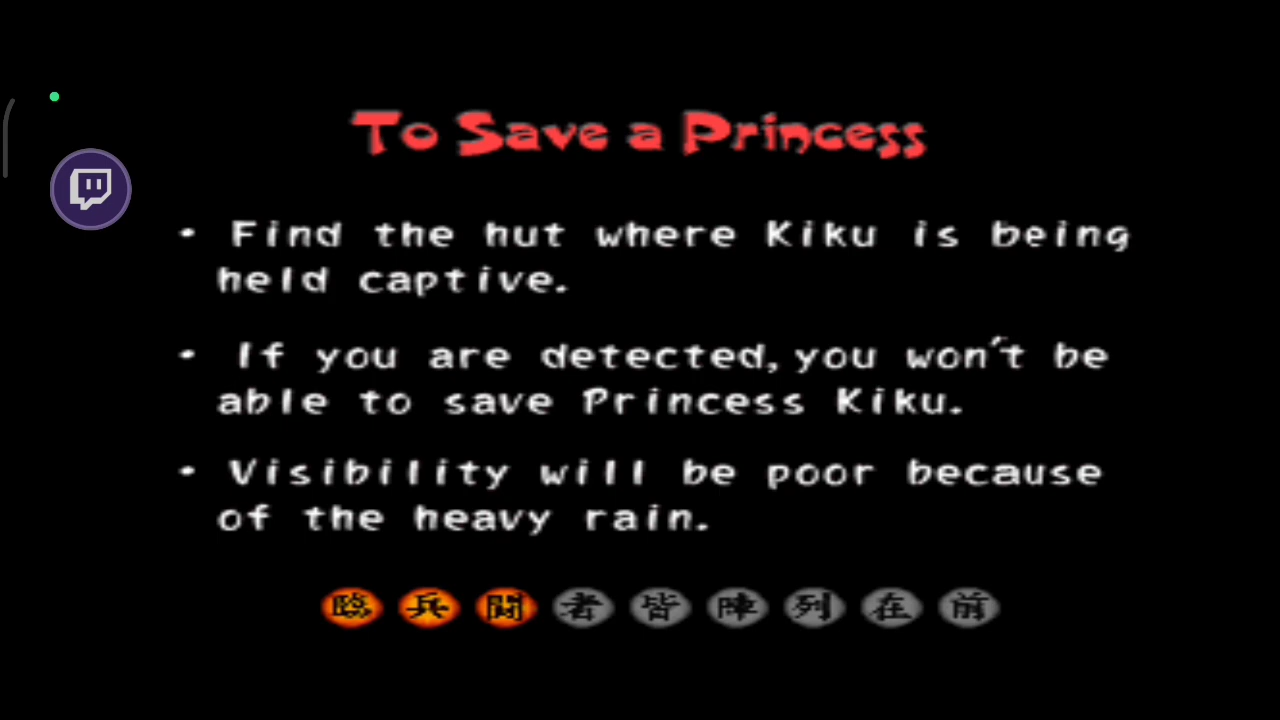 To Save a Princess
• Find the hut where Kiku is being
held captive.
• If you are detected, you won't be
able to save Princess Kiku.
• Visibility will be poor because
of the heavy rain.
臨 兵 闘 者 皆 陣 列 在 前